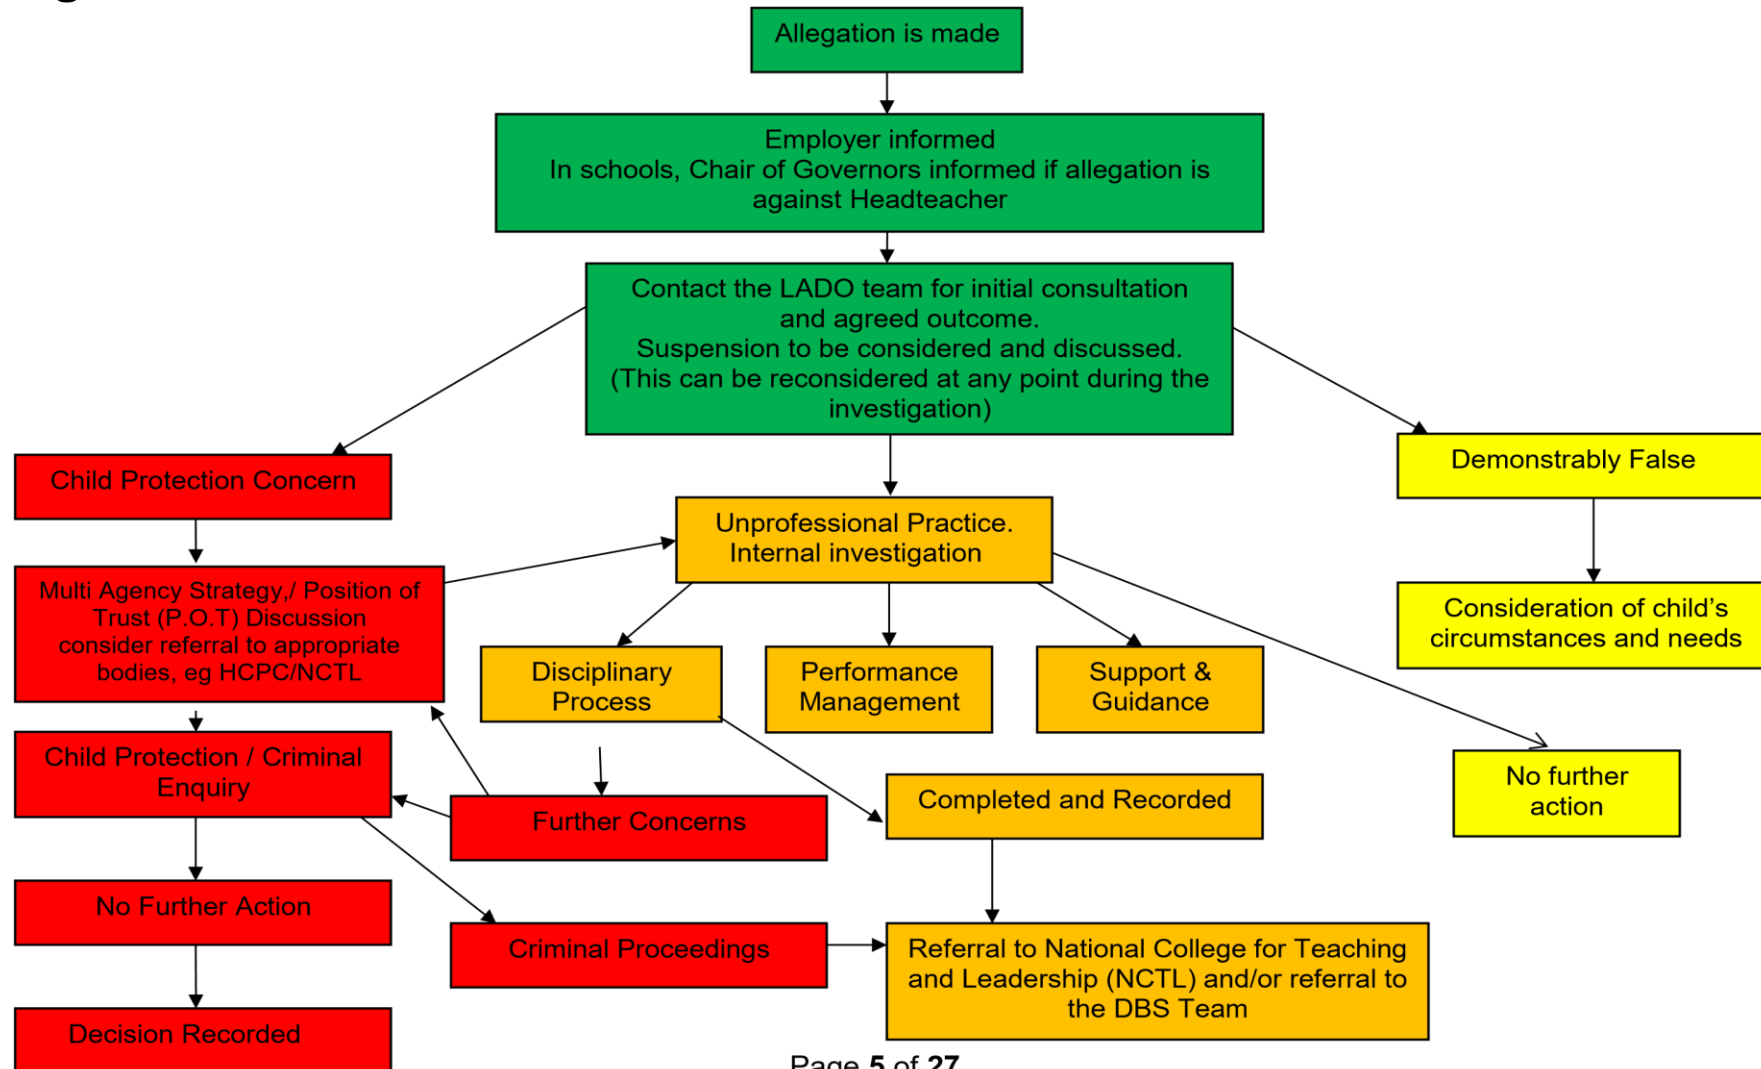 Allegation is made
Employer informed
In schools, Chair of Governors informed if allegation is
against Headteacher
Contact the LADO team for initial consultation
and agreed outcome.
Suspension to be considered and discussed.
(This can be reconsidered at any point during the
investigation)
Child Protection Concern
Demonstrably False
Unprofessional Practice.
Internal investigation
Multi Agency Strategy,/ Position of
Trust (P.O.T) Discussion
consider referral to appropriate
bodies, eg HCPC/NCTL
Consideration of child’s
circumstances and needs
Disciplinary
Process
Performance
Management
Support &
Guidance
Child Protection / Criminal
Enquiry
Further Concerns
Completed and Recorded
No further
action
No Further Action
Criminal Proceedings
Referral to National College for Teaching
and Leadership (NCTL) and/or referral to
the DBS Team
Decision Recorded
Page 5 of 27